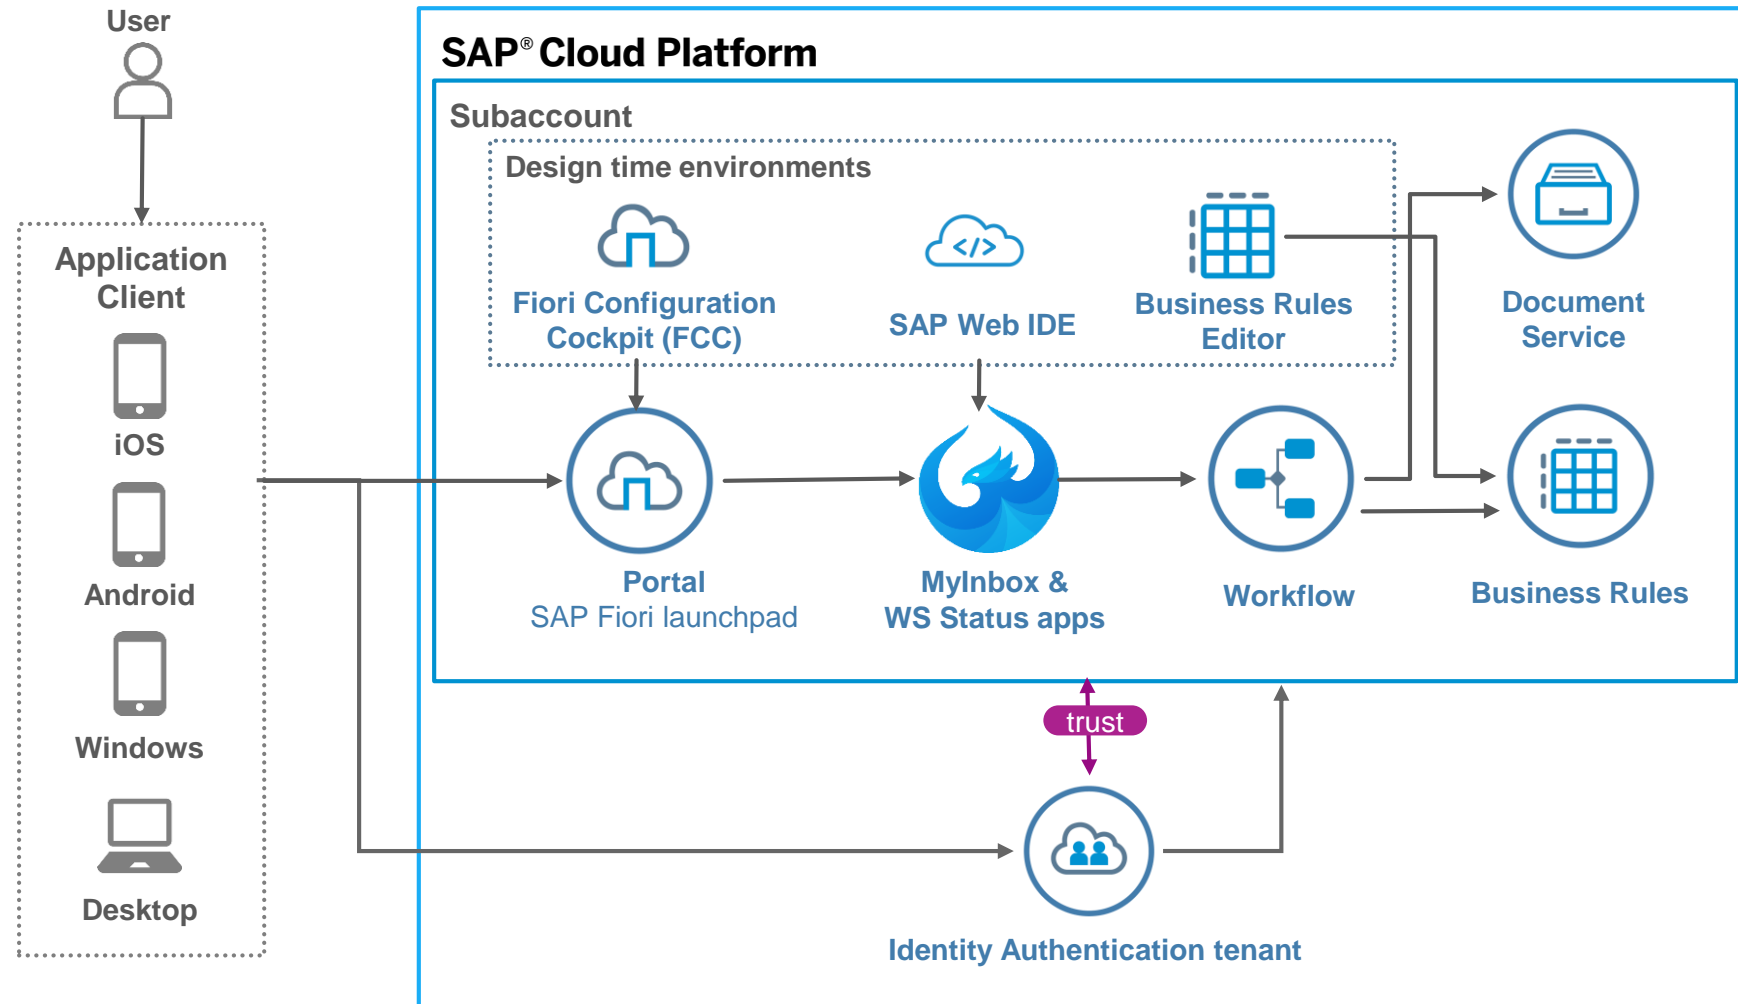 User
SAP® Cloud Platform
Subaccount
Design time environments
Application
Client
iOS
Android
Windows
Desktop
Fiori Configuration
Cockpit (FCC)
</>
SAP Web IDE
Business Rules
Editor
Document
Service
Portal
SAP Fiori launchpad
MyInbox &
WS Status apps
Workflow
Business Rules
trust
Identity Authentication tenant